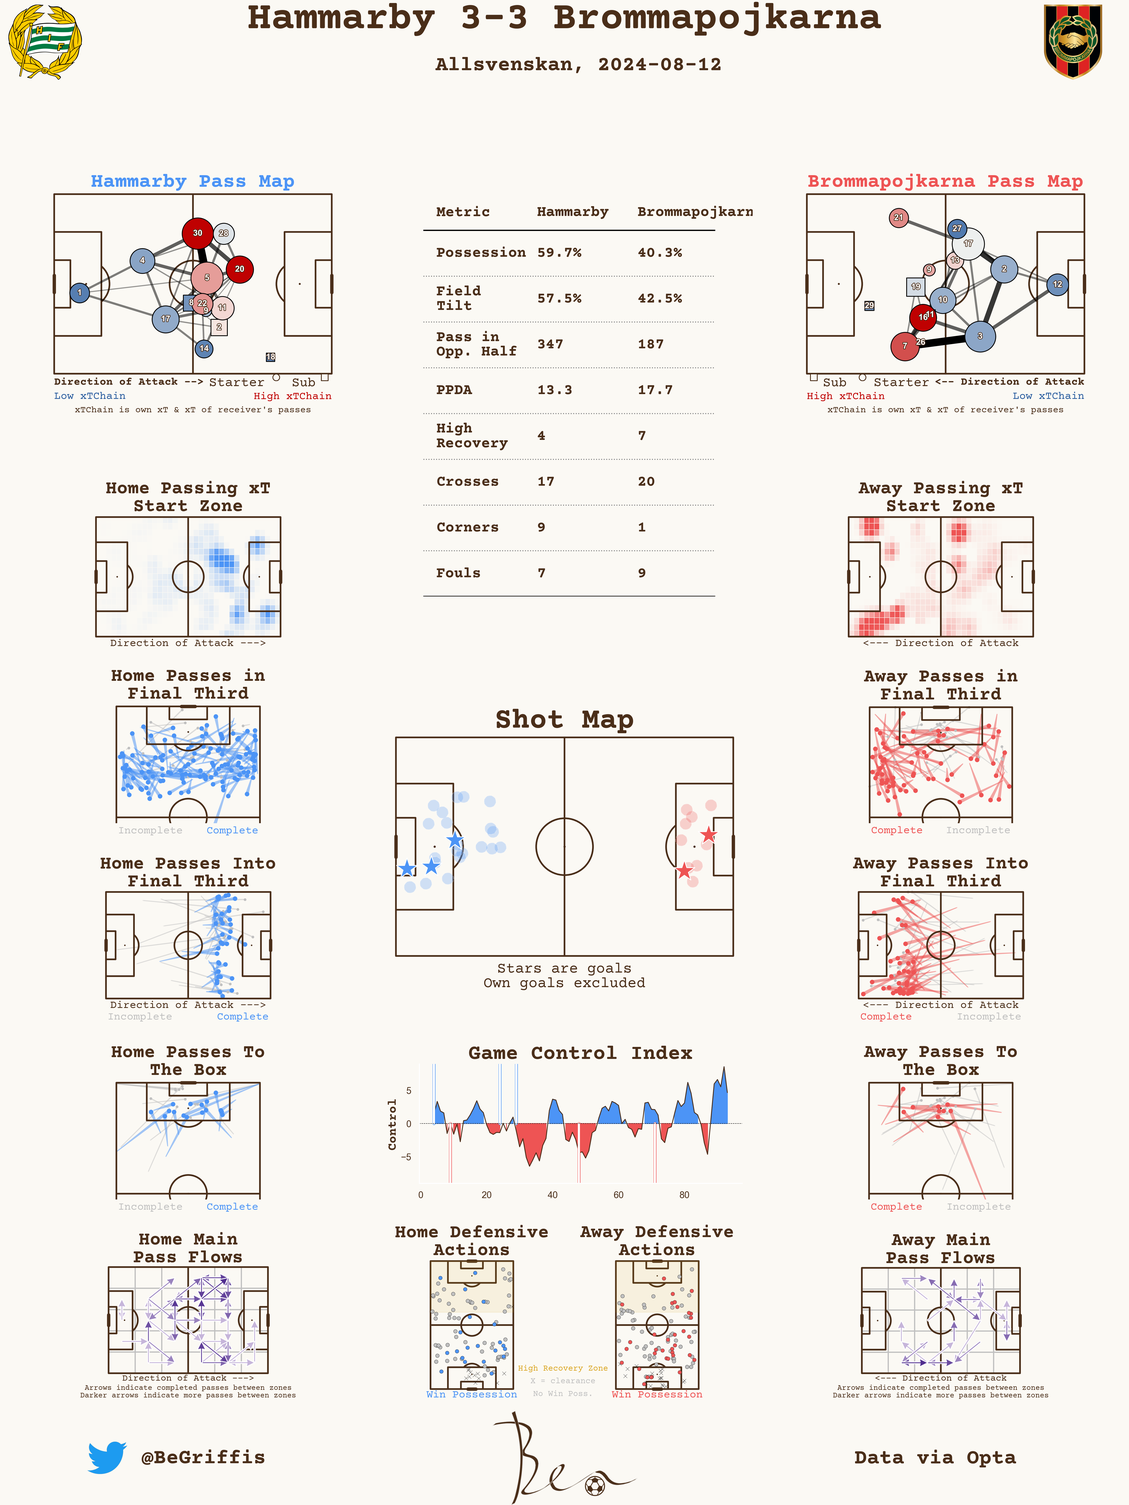 Hammarby 3-3 Brommapojkarna
Allsvenskan, 2024-08-12
HIF
Hammarby Pass Map
30
28
4
20
5
1
8
22
9
11
17
2
14
18
Direction of Attack --> Starter Sub
Low xTChain High xTChain
xTChain is own xT & xT of receiver's passes
Metric Hammarby Brommapojkarn
Possession 59.7% 40.3%
Field
Tilt 57.5% 42.5%
Pass in
Opp. Half 347 187
PPDA 13.3 17.7
High
Recovery 4 7
Crosses 17 20
Corners 9 1
Fouls 7 9
Brommapojkarna Pass Map
21
27
17
13
9
2
12
19
10
29
16
11
3
7
26
Sub Starter <-- Direction of Attack
High xTChain Low xTChain
xTChain is own xT & xT of receiver's passes
Home Passing xT
Start Zone
Direction of Attack --->
Away Passing xT
Start Zone
<--- Direction of Attack
Home Passes in
Final Third
Incomplete Complete
Away Passes in
Final Third
Complete Incomplete
Shot Map
Stars are goals
Own goals excluded
Home Passes Into
Final Third
Direction of Attack --->
Incomplete Complete
Away Passes Into
Final Third
<--- Direction of Attack
Complete Incomplete
Home Passes To
The Box
Incomplete Complete
Game Control Index
Control
5
0
−5
0 20 40 60 80
Away Passes To
The Box
Complete Incomplete
Home Main
Pass Flows
Direction of Attack --->
Arrows indicate completed passes between zones
Darker arrows indicate more passes between zones
Home Defensive
Actions
Win Possession
Away Defensive
Actions
Win Possession
High Recovery Zone
X = clearance
No Win Poss.
Away Main
Pass Flows
<--- Direction of Attack
Arrows indicate completed passes between zones
Darker arrows indicate more passes between zones
@BeGriffis
Ben
Data via Opta